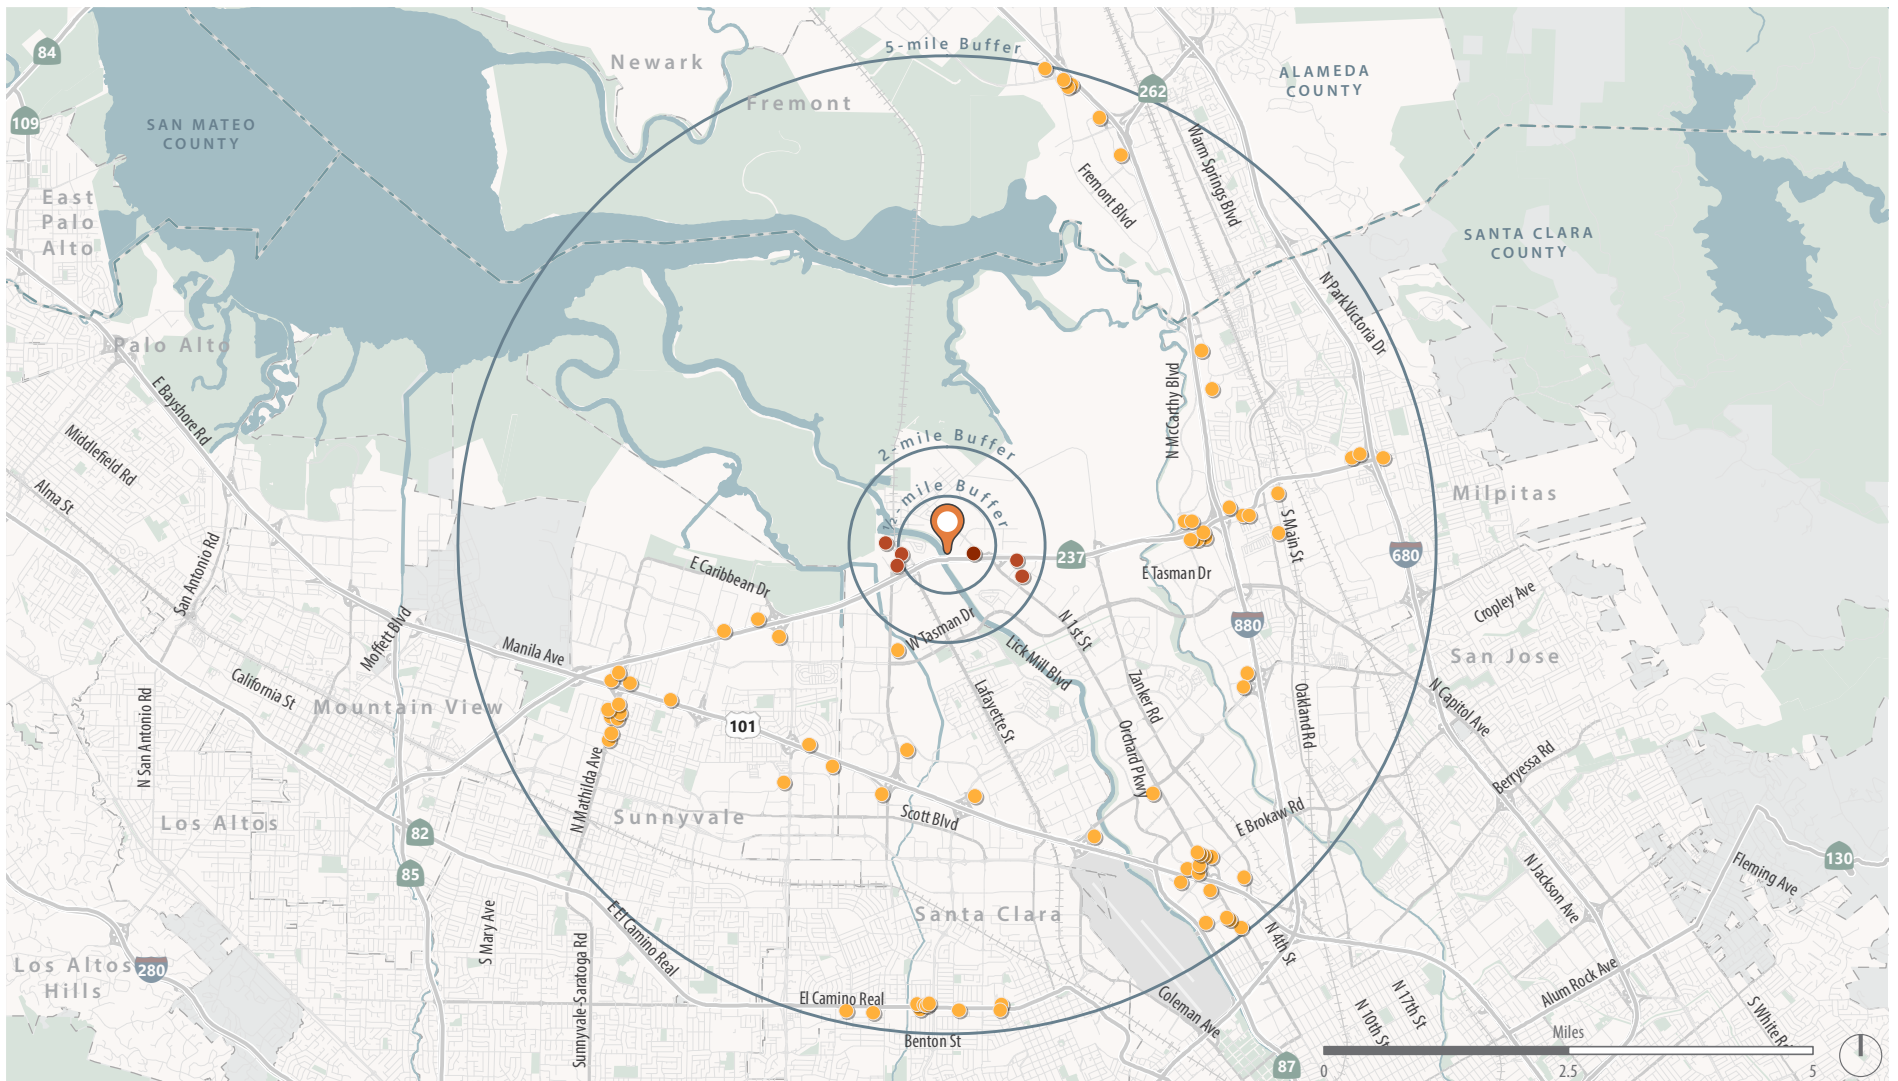 5-mile Buffer
84
Newark
ALAMEDA
COUNTY
262
Fremont
109
SAN MATEO
COUNTY
Warm Springs Blvd
East
Palo
Alto
Fremont Blvd
SANTA CLARA
COUNTY
N Park Victoria Dr
Palo Alto
E Bayshore Rd
N McCarthy Blvd
Middlefield Rd
2-mile Buffer
Alma St
1/2-mile Buffer
Milpitas
S Main St
San Antonio Rd
237
680
E Caribbean Dr
E Tasman Dr
Cropley Ave
Moffett Blvd
W Tasman Dr
N 1st St
880
Manila Ave
Lick Mill Blvd
San Jose
California St
Mountain View
N San Antonio Rd
Lafayette St
Zanker Rd
Oakland Rd
N Capitol Ave
101
Orchard Pkwy
Berryessa Rd
N Mathilda Ave
Sunnyvale
Scott Blvd
E Brokaw Rd
Los Altos
82
85
130
Fleming Ave
N Jackson Ave
Santa Clara
E El Camino Real
S Mary Ave
Sunnyvale-Saratoga Rd
N 4th St
Los Altos
Hills
280
El Camino Real
Alum Rock Ave
Coleman Ave
N 17th St
N 10th St
S White Rd
Benton St
87
Miles
0
2.5
5